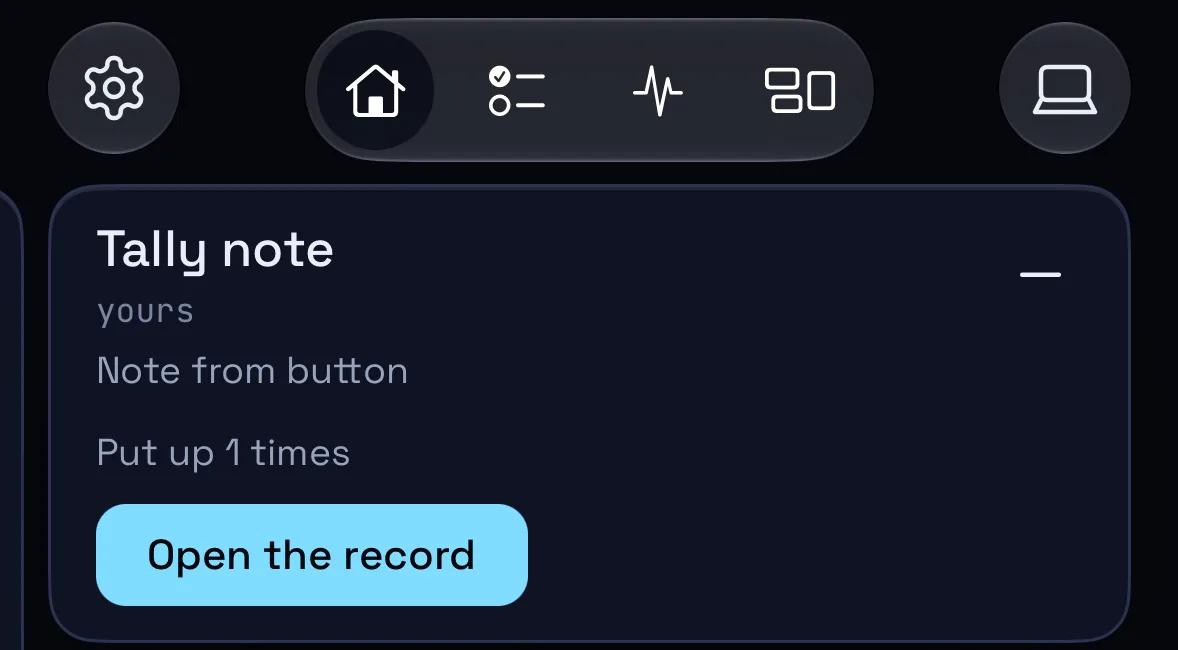 Tally note
yours
Note from button
Put up 1 times
Open the record